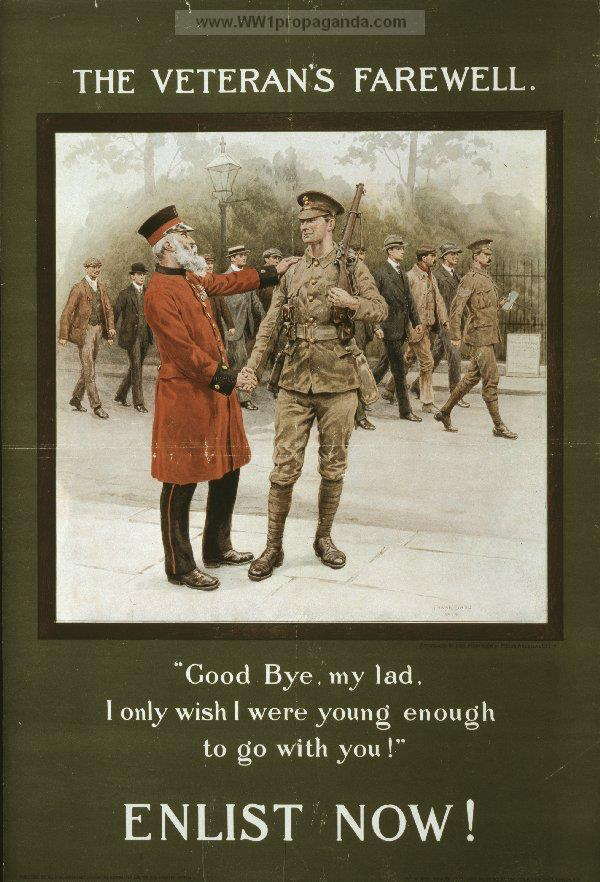 www.WW1propaganda.com
THE VETERAN'S FAREWELL.
"Good Bye, my lad,
I only wish I were young enough
to go with you!"
ENLIST NOW!